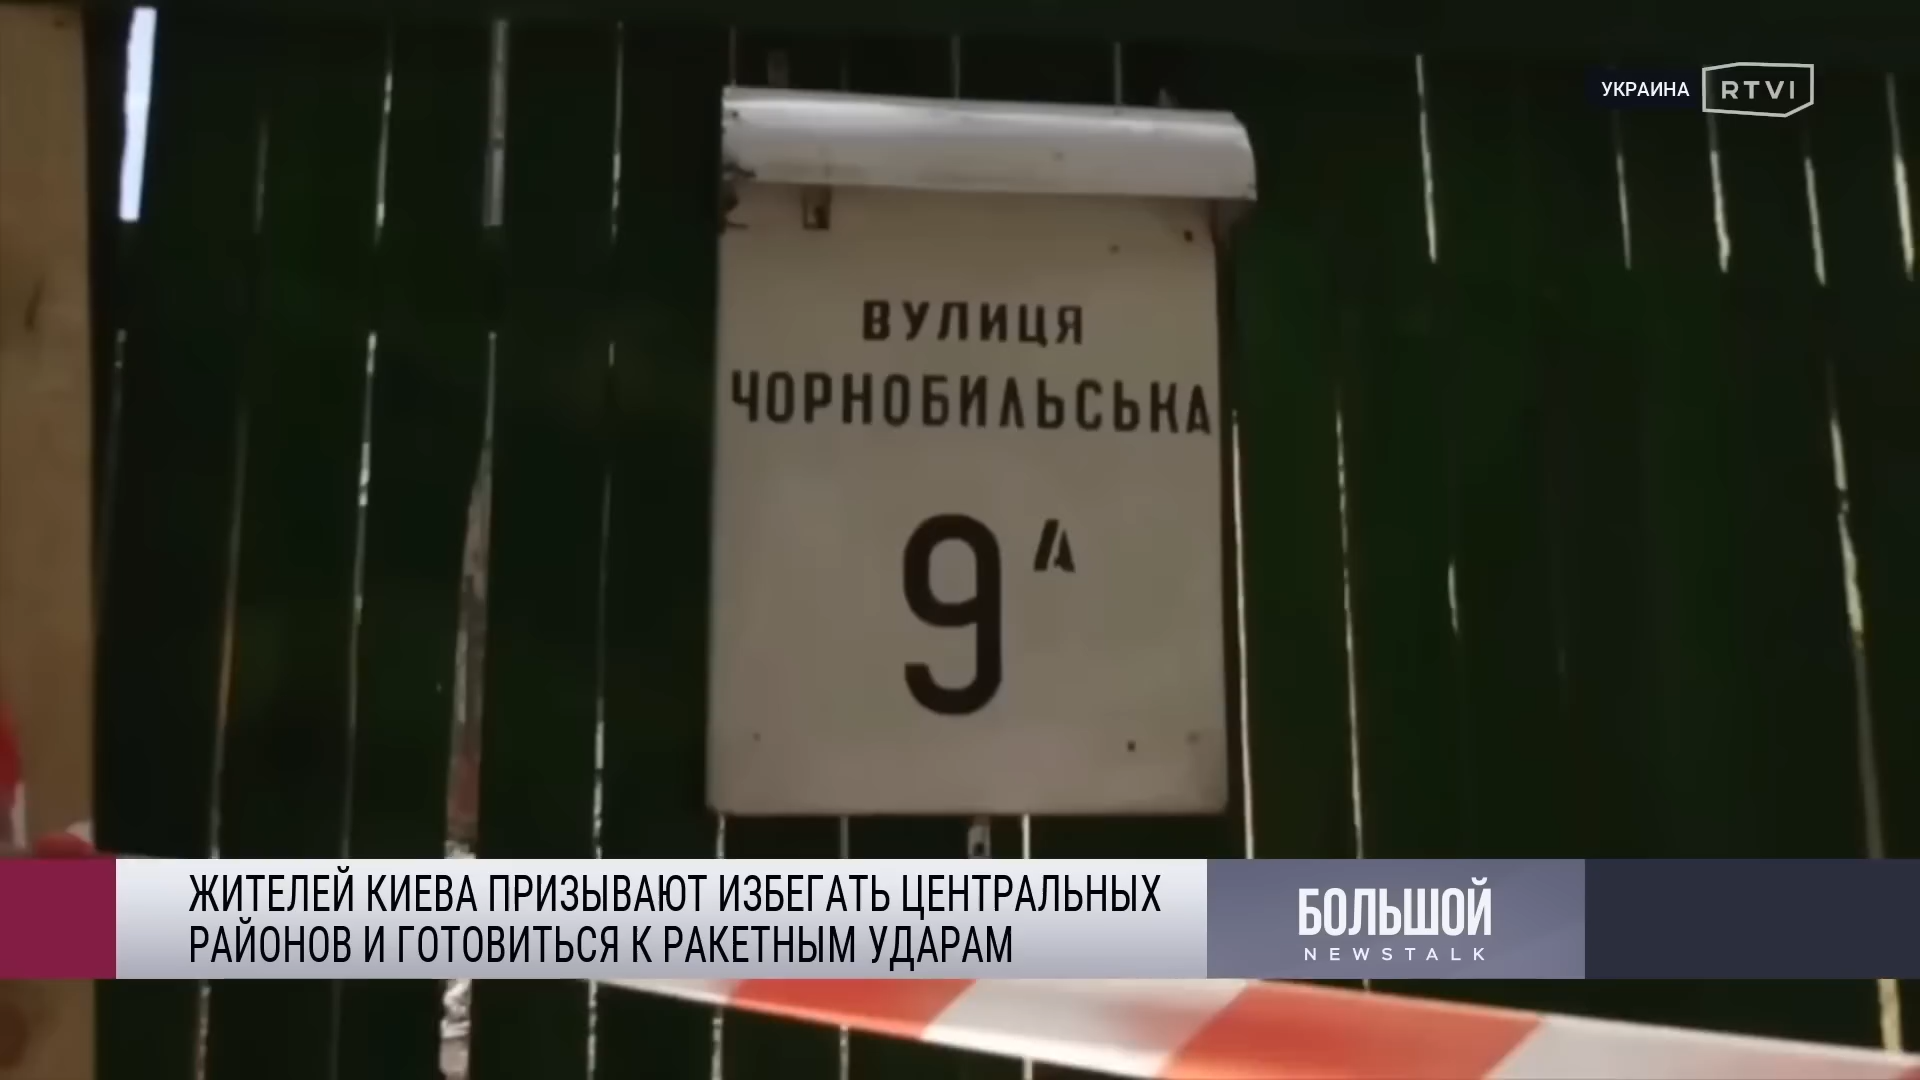 УКРАИНА RTVI
ВУЛИЦЯ
ЧОРНОБИЛЬСЬКА
9А
ЖИТЕЛЕЙ КИЕВА ПРИЗЫВАЮТ ИЗБЕГАТЬ ЦЕНТРАЛЬНЫХ
РАЙОНОВ И ГОТОВИТЬСЯ К РАКЕТНЫМ УДАРАМ
БОЛЬШОЙ
NEWSTALK